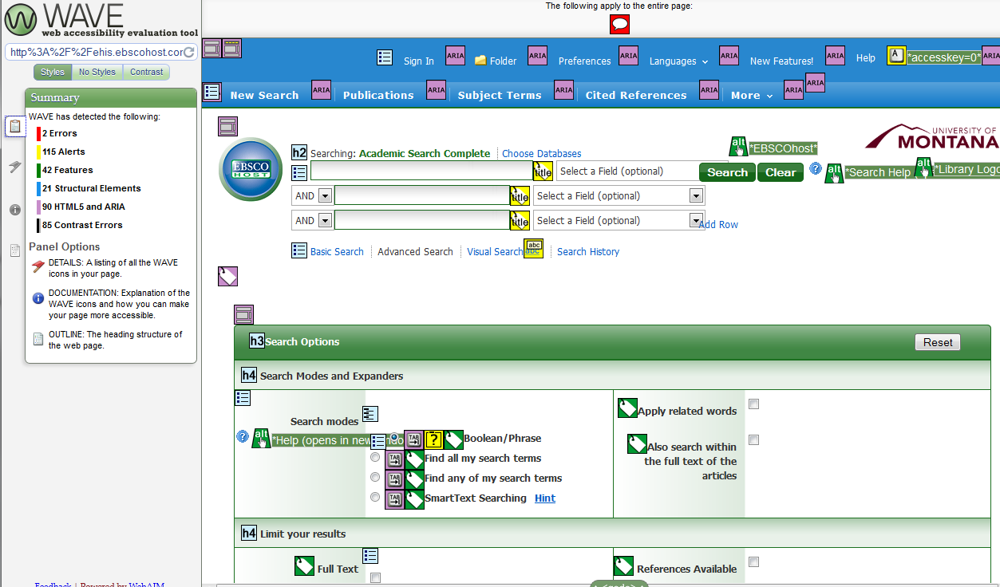 WAVE
web accessibility evaluation tool
http%3A%2F%2Fehis.ebscohost.cor
Styles No Styles Contrast
Summary
WAVE has detected the following:
2 Errors
115 Alerts
42 Features
21 Structural Elements
90 HTML5 and ARIA
85 Contrast Errors
Panel Options
DETAILS: A listing of all the WAVE
icons in your page.
DOCUMENTATION: Explanation of the
WAVE icons and how you can make
your page more accessible.
OUTLINE: The heading structure of
the web page.
Feedback | Powered by WebAIM
The following apply to the entire page:
Sign In ARIA Folder ARIA Preferences ARIA Languages ARIA New Features! ARIA Help A *accesskey=0* ARIA
New Search ARIA Publications ARIA Subject Terms ARIA Cited References ARIA More ARIA ARIA
EBSCO
HOST
h2 Searching: Academic Search Complete Choose Databases
alt *EBSCOhost*
UNIVERSITY OF
MONTANA
title Select a Field (optional) Search Clear ? alt *Search Help alt *Library Logo
AND title Select a Field (optional)
AND title Select a Field (optional) Add Row
Basic Search Advanced Search Visual Search abc abc Search History
h3 Search Options Reset
h4 Search Modes and Expanders
Search modes
? alt *Help (opens in new
TAB ? Boolean/Phrase
TAB Find all my search terms
TAB Find any of my search terms
TAB SmartText Searching Hint
Apply related words
Also search within
the full text of the
articles
h4 Limit your results
Full Text
References Available